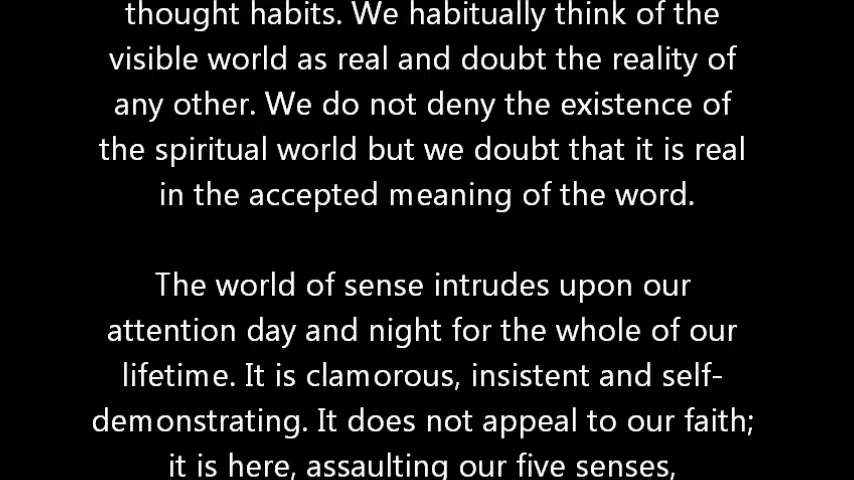 thought habits. We habitually think of the
visible world as real and doubt the reality of
any other. We do not deny the existence of
the spiritual world but we doubt that it is real
in the accepted meaning of the word.
The world of sense intrudes upon our
attention day and night for the whole of our
lifetime. It is clamorous, insistent and self-
demonstrating. It does not appeal to our faith;
it is here, assaulting our five senses,